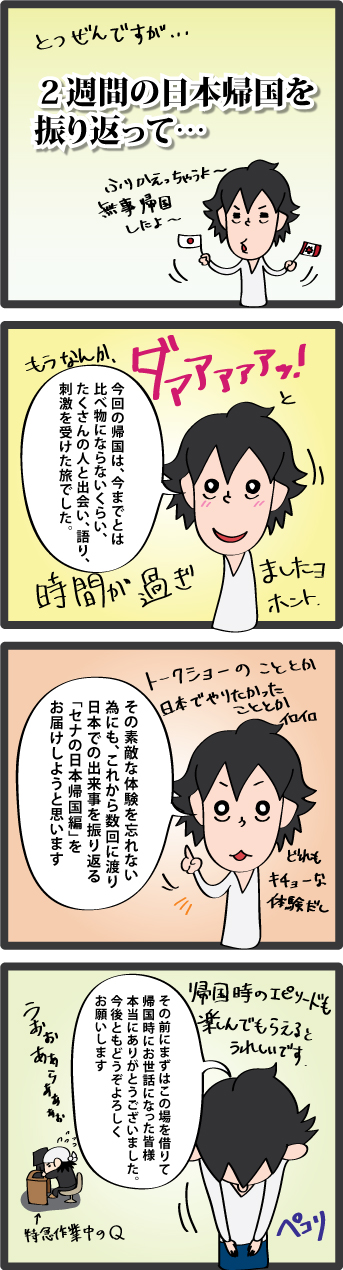 とつぜんですが…
２週間の日本帰国を
振り返って…
ふりかえっちゃうよ～
無事帰国
したよ～
もうなんか、
ダァアァァァッ!
と
今回の帰国は、今までとは
比べ物にならないくらい、
たくさんの人と出会い、語り、
刺激を受けた旅でした。
時間が過ぎ
ましたヨ
ホント.
トークショーのこととか
日本でやりたかった
こととか
イロイロ
その素敵な体験を忘れない
為にも、これから数回に渡り
日本での出来事を振り返る
「セナの日本帰国編」を
お届けしようと思います
どれも
キチョーな
体験だし
帰国時のエピソードも
楽しんでもらえると
うれしいです.
その前にまずはこの場を借りて
帰国時にお世話になった皆様
本当にありがとうございました。
今後ともどうぞよろしく
お願いします
ペコリ
特急作業中のQ